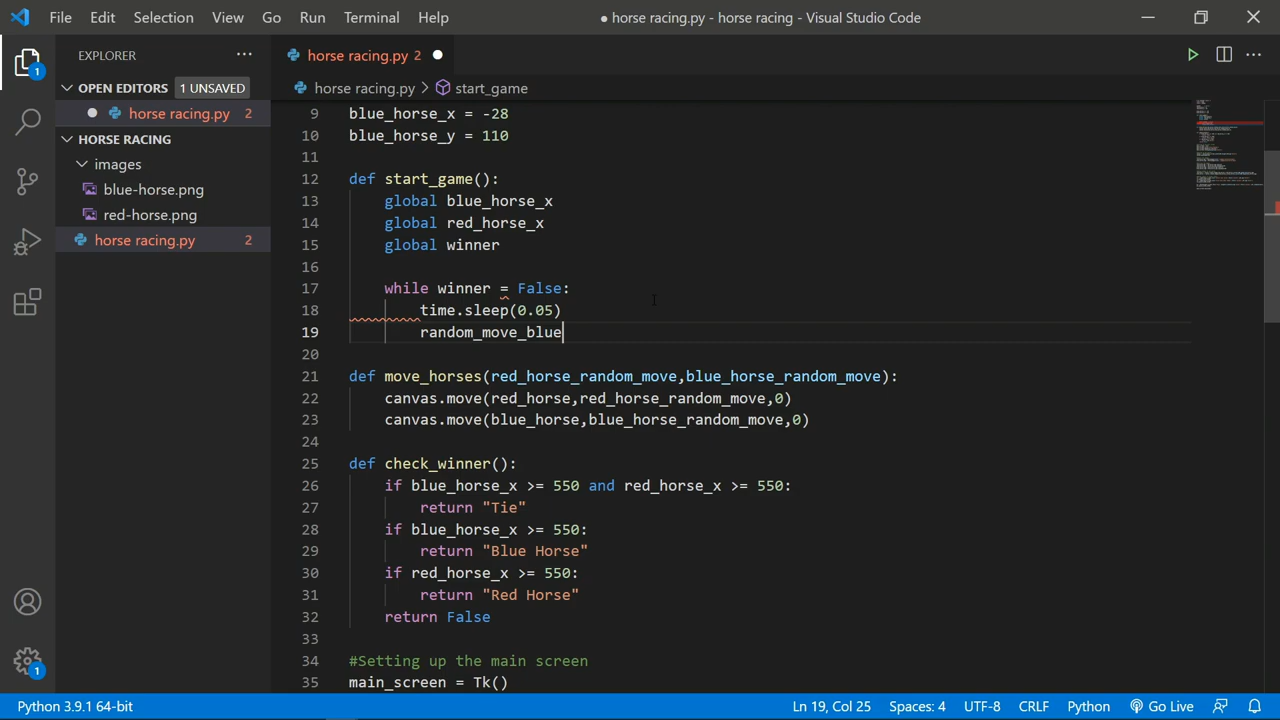 File Edit Selection View Go Run Terminal Help ● horse racing.py - horse racing - Visual Studio Code
EXPLORER ··· horse racing.py 2 ●
OPEN EDITORS 1 UNSAVED horse racing.py > start_game
● horse racing.py 2
HORSE RACING
images
blue-horse.png
red-horse.png
horse racing.py 2
1
1
9 blue_horse_x = -28
10 blue_horse_y = 110
11
12 def start_game():
13 global blue_horse_x
14 global red_horse_x
15 global winner
16
17 while winner = False:
18 time.sleep(0.05)
19 random_move_blue
20
21 def move_horses(red_horse_random_move,blue_horse_random_move):
22 canvas.move(red_horse,red_horse_random_move,0)
23 canvas.move(blue_horse,blue_horse_random_move,0)
24
25 def check_winner():
26 if blue_horse_x >= 550 and red_horse_x >= 550:
27 return "Tie"
28 if blue_horse_x >= 550:
29 return "Blue Horse"
30 if red_horse_x >= 550:
31 return "Red Horse"
32 return False
33
34 #Setting up the main screen
35 main_screen = Tk()
Python 3.9.1 64-bit Ln 19, Col 25 Spaces: 4 UTF-8 CRLF Python Go Live